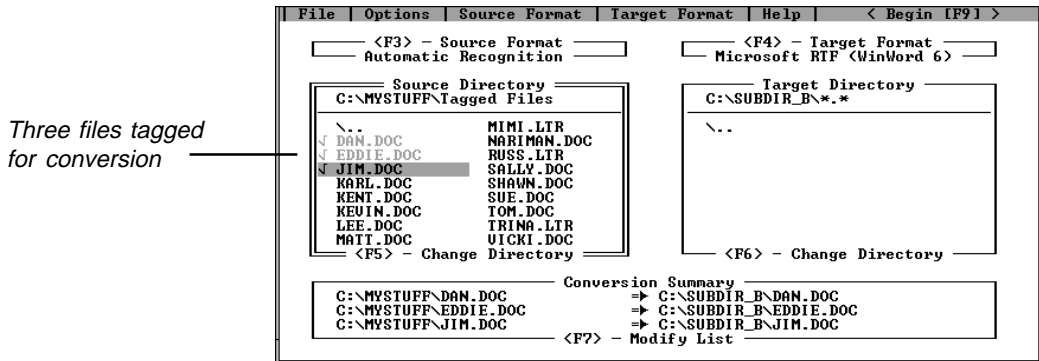 File | Options | Source Format | Target Format | Help | < Begin [F9] >
<F3> - Source Format
Automatic Recognition
<F4> - Target Format
Microsoft RTF (WinWord 6)
Three files tagged
for conversion
Source Directory
C:\MYSTUFF\Tagged Files
\.. MIMI.LTR
√ DAN.DOC NARIMAN.DOC
√ EDDIE.DOC RUSS.LTR
√ JIM.DOC SALLY.DOC
KARL.DOC SHAWN.DOC
KENT.DOC SUE.DOC
KEVIN.DOC TOM.DOC
LEE.DOC TRINA.LTR
MATT.DOC VICKI.DOC
<F5> - Change Directory
Target Directory
C:\SUBDIR_B\*.*
\..
<F6> - Change Directory
Conversion Summary
C:\MYSTUFF\DAN.DOC => C:\SUBDIR_B\DAN.DOC
C:\MYSTUFF\EDDIE.DOC => C:\SUBDIR_B\EDDIE.DOC
C:\MYSTUFF\JIM.DOC => C:\SUBDIR_B\JIM.DOC
<F7> - Modify List